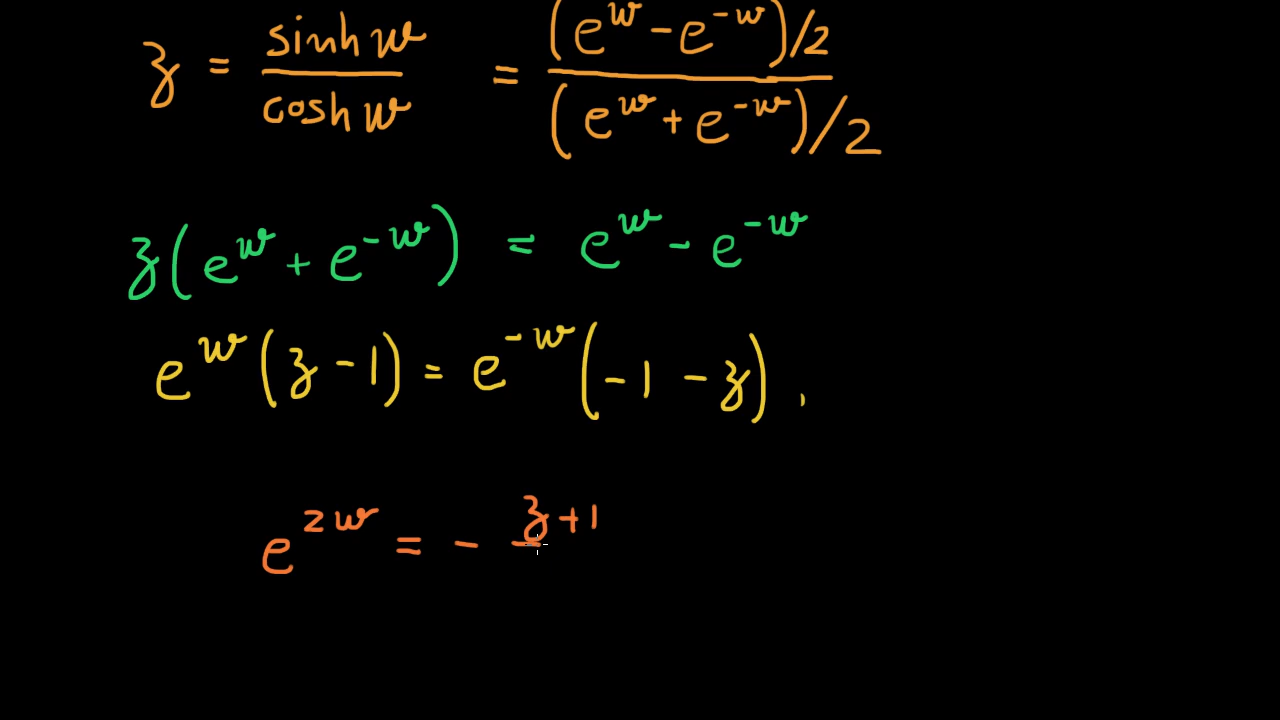 z = sinh w / cosh w = (e^w - e^-w)/2 / (e^w + e^-w)/2
z(e^w + e^-w) = e^w - e^-w
e^w (z - 1) = e^-w (-1 - z),
e^2w = - z+1